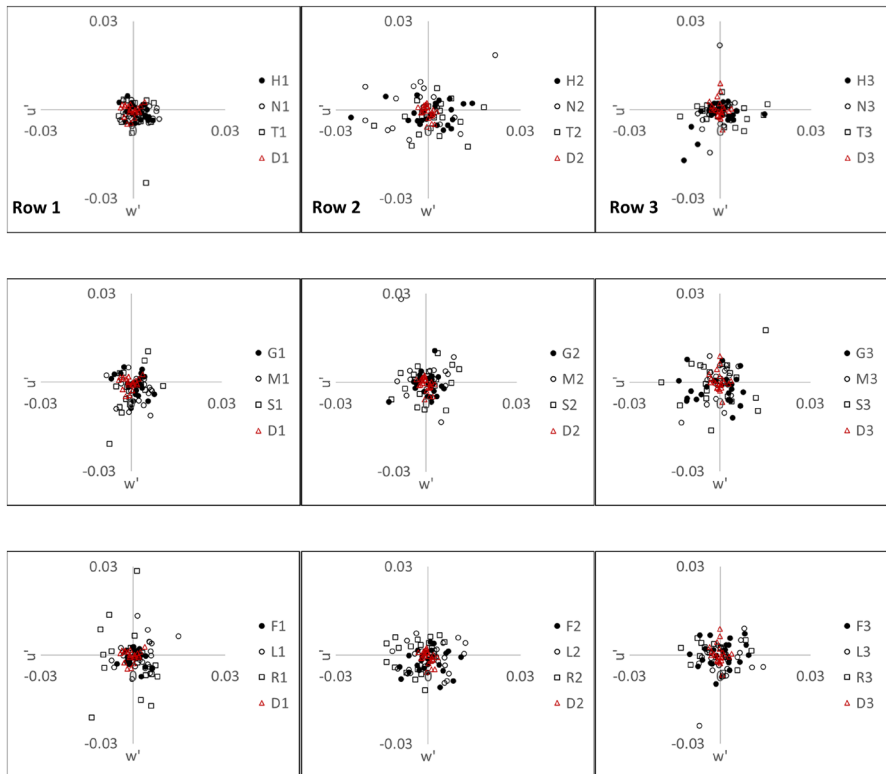 0.03
H1
N1
u'
-0.03
0.03
T1
D1
-0.03
Row 1
w'
0.03
H2
N2
u'
-0.03
0.03
T2
D2
-0.03
Row 2
w'
0.03
H3
N3
u'
-0.03
0.03
T3
D3
-0.03
Row 3
w'
0.03
G1
M1
u'
-0.03
0.03
S1
D1
-0.03
w'
0.03
G2
M2
u'
-0.03
0.03
S2
D2
-0.03
w'
0.03
G3
M3
u'
-0.03
0.03
S3
D3
-0.03
w'
0.03
F1
L1
u'
-0.03
0.03
R1
D1
-0.03
w'
0.03
F2
L2
u'
-0.03
0.03
R2
D2
-0.03
w'
0.03
F3
L3
u'
-0.03
0.03
R3
D3
-0.03
w'